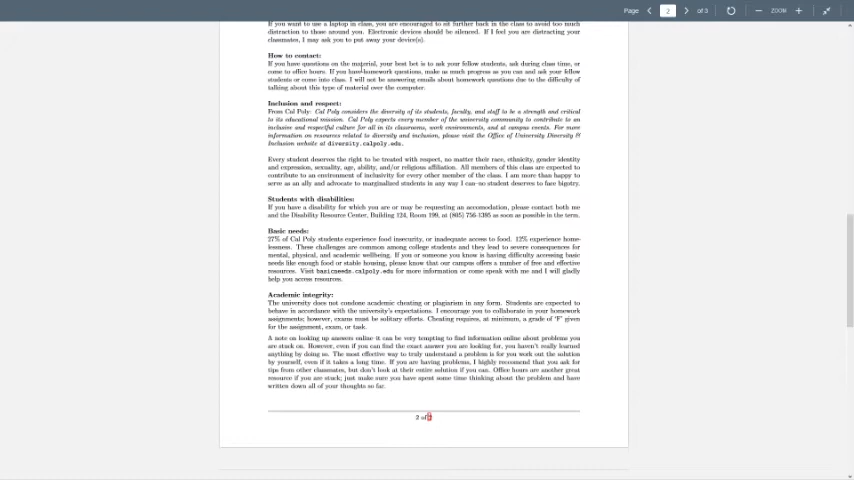 Page 2 of 3 ZOOM
If you want to use a laptop in class, you are encouraged to sit further back in the class to avoid too much
distraction to those around you. Electronic devices should be silenced. If I feel you are distracting your
classmates, I may ask you to put away your device(s).
How to contact:
If you have questions on the material, your best bet is to ask your fellow students, ask during class time, or
come to office hours. If you have homework questions, make as much progress as you can and ask your fellow
students or come into class. I will not be answering emails about homework questions due to the difficulty of
talking about this type of material over the computer.
Inclusion and respect:
From Cal Poly: Cal Poly considers the diversity of its students, faculty, and staff to be a strength and critical
to its educational mission. Cal Poly expects every member of the university community to contribute to an
inclusive and respectful culture for all in its classrooms, work environments, and at campus events. For more
information on resources related to diversity and inclusion, please visit the Office of University Diversity &
Inclusion website at diversity.calpoly.edu.
Every student deserves the right to be treated with respect, no matter their race, ethnicity, gender identity
and expression, sexuality, age, ability, and/or religious affiliation. All members of this class are expected to
contribute to an environment of inclusivity for every other member of the class. I am more than happy to
serve as an ally and advocate to marginalized students in any way I can–no student deserves to face bigotry.
Students with disabilities:
If you have a disability for which you are or may be requesting an accomodation, please contact both me
and the Disability Resource Center, Building 124, Room 199, at (805) 756-1395 as soon as possible in the term.
Basic needs:
27% of Cal Poly students experience food insecurity, or inadequate access to food. 12% experience home-
lessness. These challenges are common among college students and they lead to severe consequences for
mental, physical, and academic wellbeing. If you or someone you know is having difficulty accessing basic
needs like enough food or stable housing, please know that our campus offers a number of free and effective
resources. Visit basicneeds.calpoly.edu for more information or come speak with me and I will gladly
help you access resources.
Academic integrity:
The university does not condone academic cheating or plagiarism in any form. Students are expected to
behave in accordance with the university's expectations. I encourage you to collaborate in your homework
assignments; however, exams must be solitary efforts. Cheating requires, at minimum, a grade of 'F' given
for the assignment, exam, or task.
A note on looking up answers online–it can be very tempting to find information online about problems you
are stuck on. However, even if you can find the exact answer you are looking for, you haven't really learned
anything by doing so. The most effective way to truly understand a problem is for you work out the solution
by yourself, even if it takes a long time. If you are having problems, I highly reccomend that you ask for
tips from other classmates, but don't look at their entire solution if you can. Office hours are another great
resource if you are stuck; just make sure you have spent some time thinking about the problem and have
written down all of your thoughts so far.
2 of